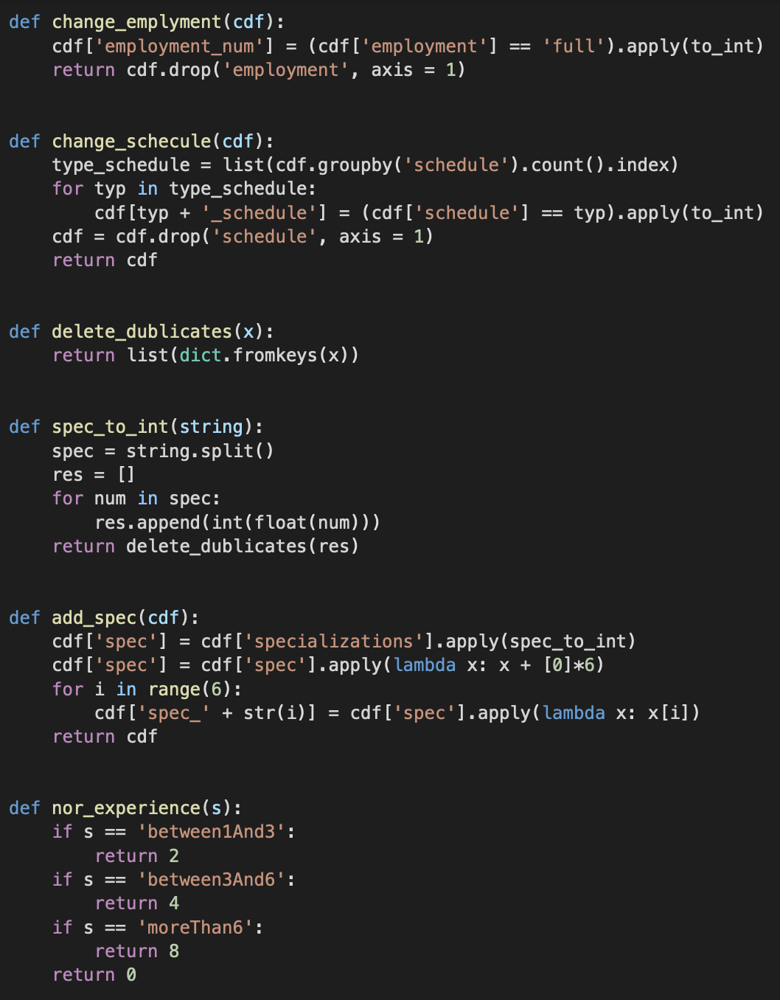 def change_emplyment(cdf):
    cdf['employment_num'] = (cdf['employment'] == 'full').apply(to_int)
    return cdf.drop('employment', axis = 1)
def change_schecule(cdf):
    type_schedule = list(cdf.groupby('schedule').count().index)
    for typ in type_schedule:
        cdf[typ + '_schedule'] = (cdf['schedule'] == typ).apply(to_int)
    cdf = cdf.drop('schedule', axis = 1)
    return cdf
def delete_dublicates(x):
    return list(dict.fromkeys(x))
def spec_to_int(string):
    spec = string.split()
    res = []
    for num in spec:
        res.append(int(float(num)))
    return delete_dublicates(res)
def add_spec(cdf):
    cdf['spec'] = cdf['specializations'].apply(spec_to_int)
    cdf['spec'] = cdf['spec'].apply(lambda x: x + [0]*6)
    for i in range(6):
        cdf['spec_' + str(i)] = cdf['spec'].apply(lambda x: x[i])
    return cdf
def nor_experience(s):
    if s == 'between1And3':
        return 2
    if s == 'between3And6':
        return 4
    if s == 'moreThan6':
        return 8
    return 0